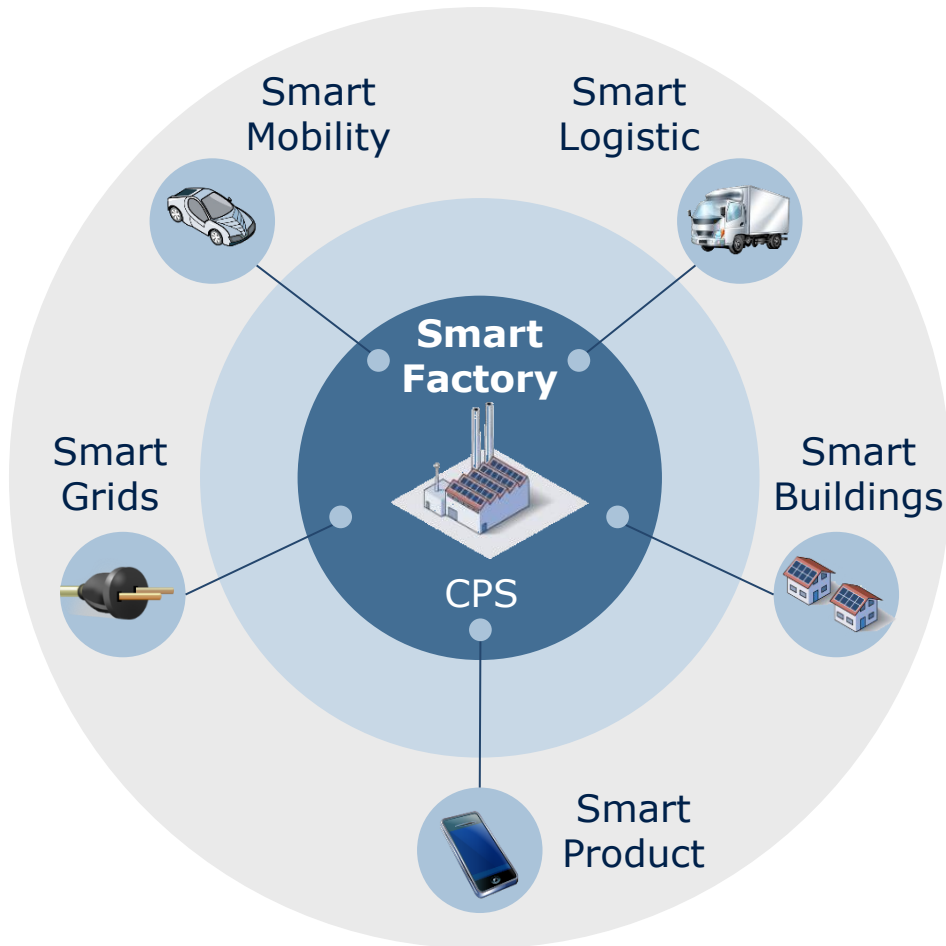 Smart
Mobility
Smart
Logistic
Smart
Factory
Smart
Grids
Smart
Buildings
CPS
Smart
Product